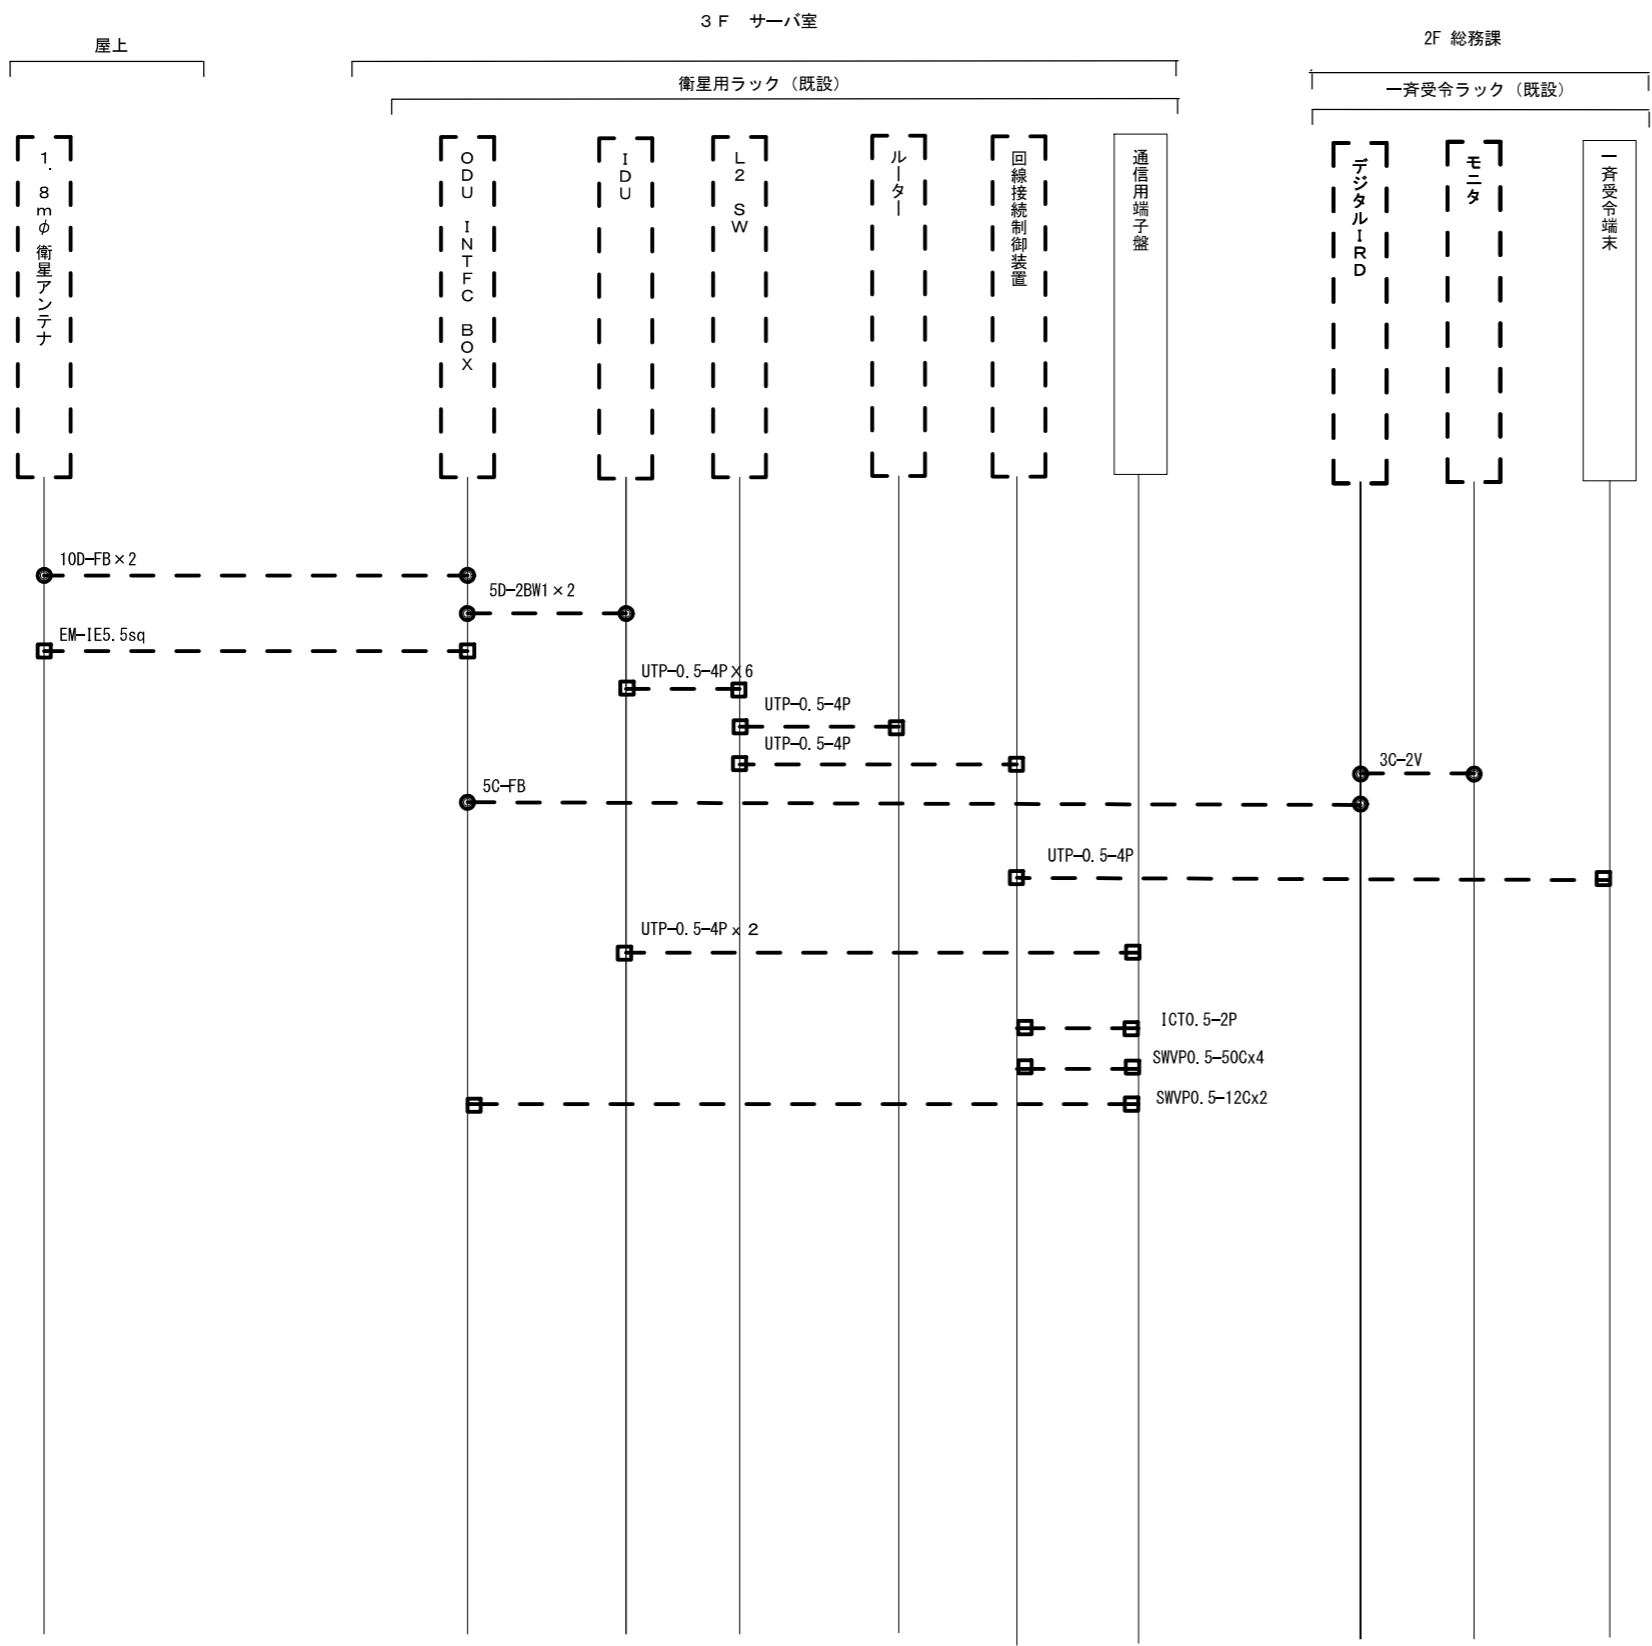 屋上
３Ｆ　サーバ室
2F 総務課
衛星用ラック（既設）
一斉受令ラック（既設）
１．８ｍφ衛星アンテナ
ＯＤＵ　ＩＮＴＦＣ　ＢＯＸ
ＩＤＵ
Ｌ２　ＳＷ
ルーター
回線接続制御装置
通信用端子盤
デジタルＩＲＤ
モニタ
一斉受令端末
10D-FB×2
5D-2BW1×2
EM-IE5.5sq
UTP-0.5-4P×6
UTP-0.5-4P
UTP-0.5-4P
3C-2V
5C-FB
UTP-0.5-4P
UTP-0.5-4P×２
ICT0.5-2P
SWVP0.5-50Cx4
SWVP0.5-12Cx2